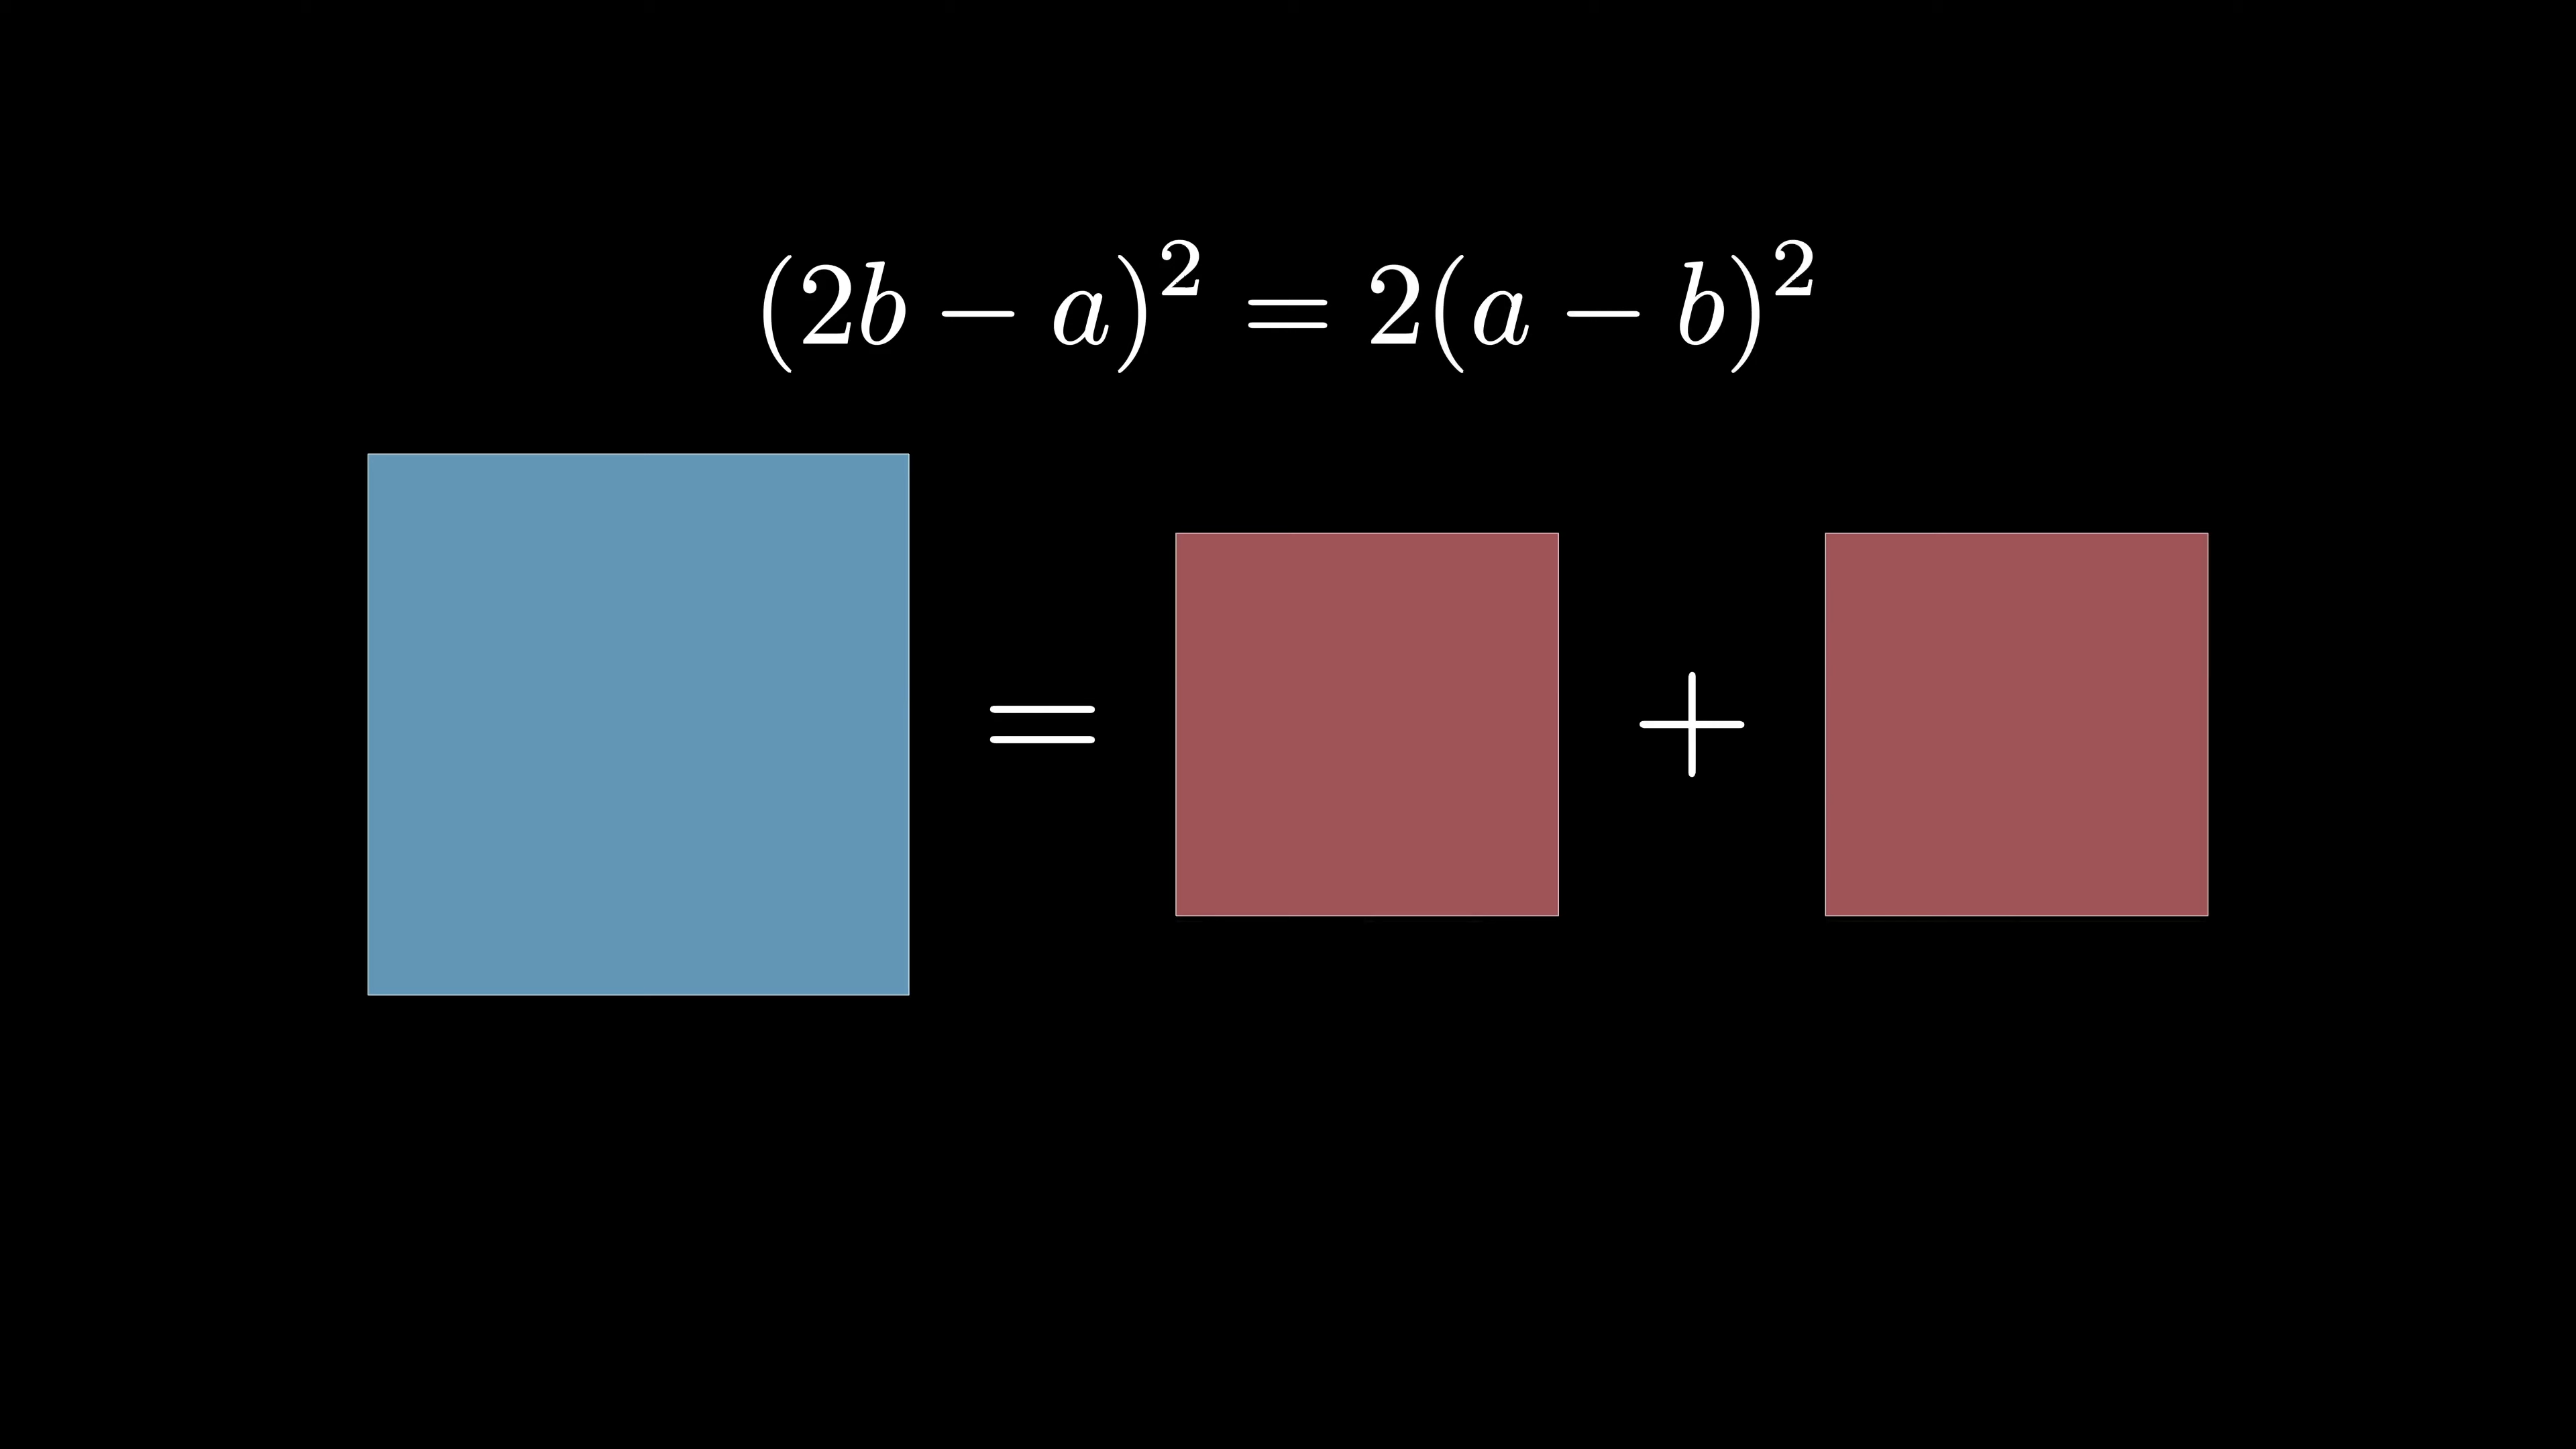 (2b − a)² = 2(a − b)²
= +